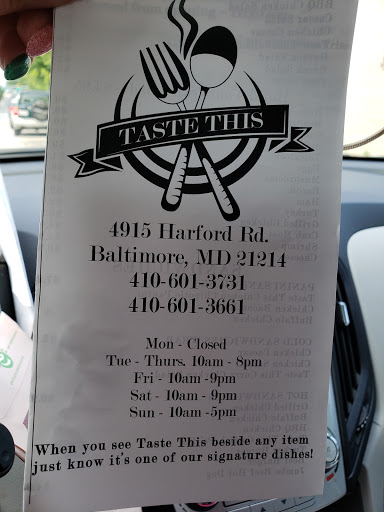 TASTE THIS
4915 Harford Rd.
Baltimore, MD 21214
410-601-3731
410-601-3661
Mon - Closed
Tue - Thurs. 10am - 8pm
Fri - 10am -9pm
Sat - 10am - 9pm
Sun - 10am -5pm
When you see Taste This beside any item
just know it's one of our signature dishes!